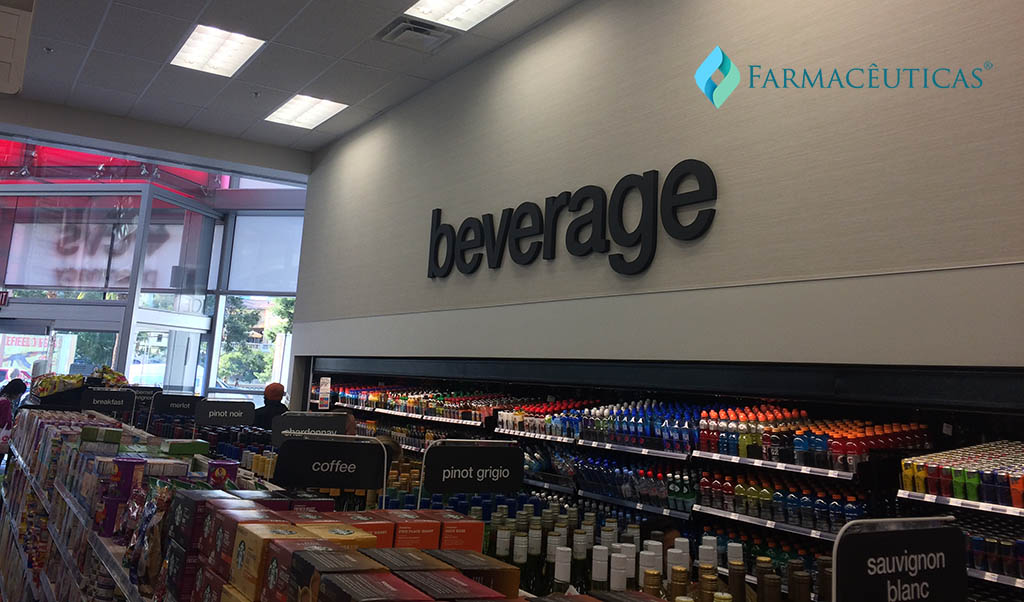 FARMACÊUTICAS®
beverage
breakfast
merlot
pinot noir
chardonnay
coffee
pinot grigio
sauvignon
blanc